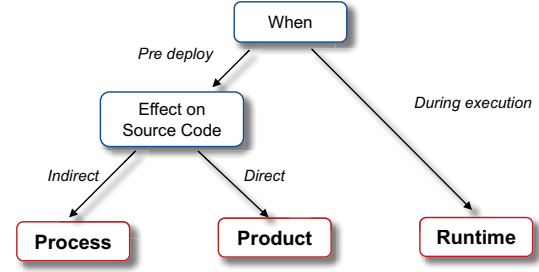 When
Pre deploy
During execution
Effect on
Source Code
Indirect
Direct
Process
Product
Runtime